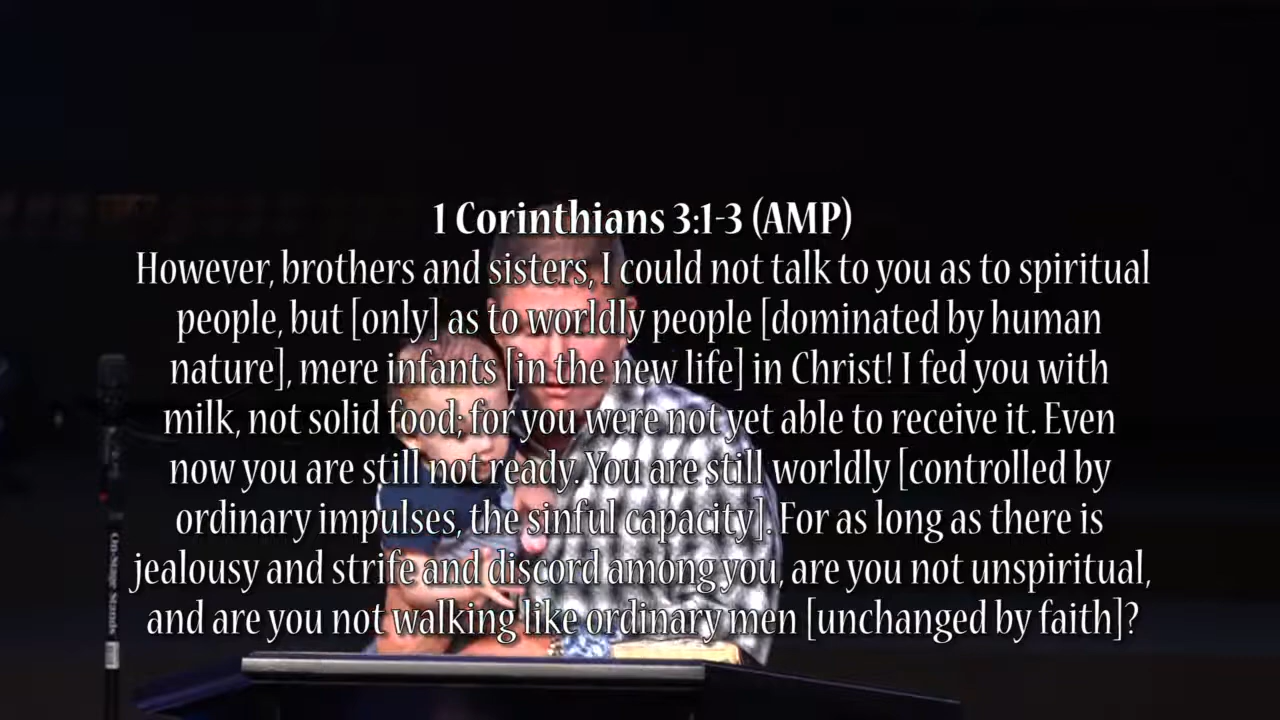 1 Corinthians 3:1-3 (AMP)
However, brothers and sisters, I could not talk to you as to spiritual
people, but [only] as to worldly people [dominated by human
nature], mere infants [in the new life] in Christ! I fed you with
milk, not solid food; for you were not yet able to receive it. Even
now you are still not ready. You are still worldly [controlled by
ordinary impulses, the sinful capacity]. For as long as there is
jealousy and strife and discord among you, are you not unspiritual,
and are you not walking like ordinary men [unchanged by faith]?
On-Stage Stands